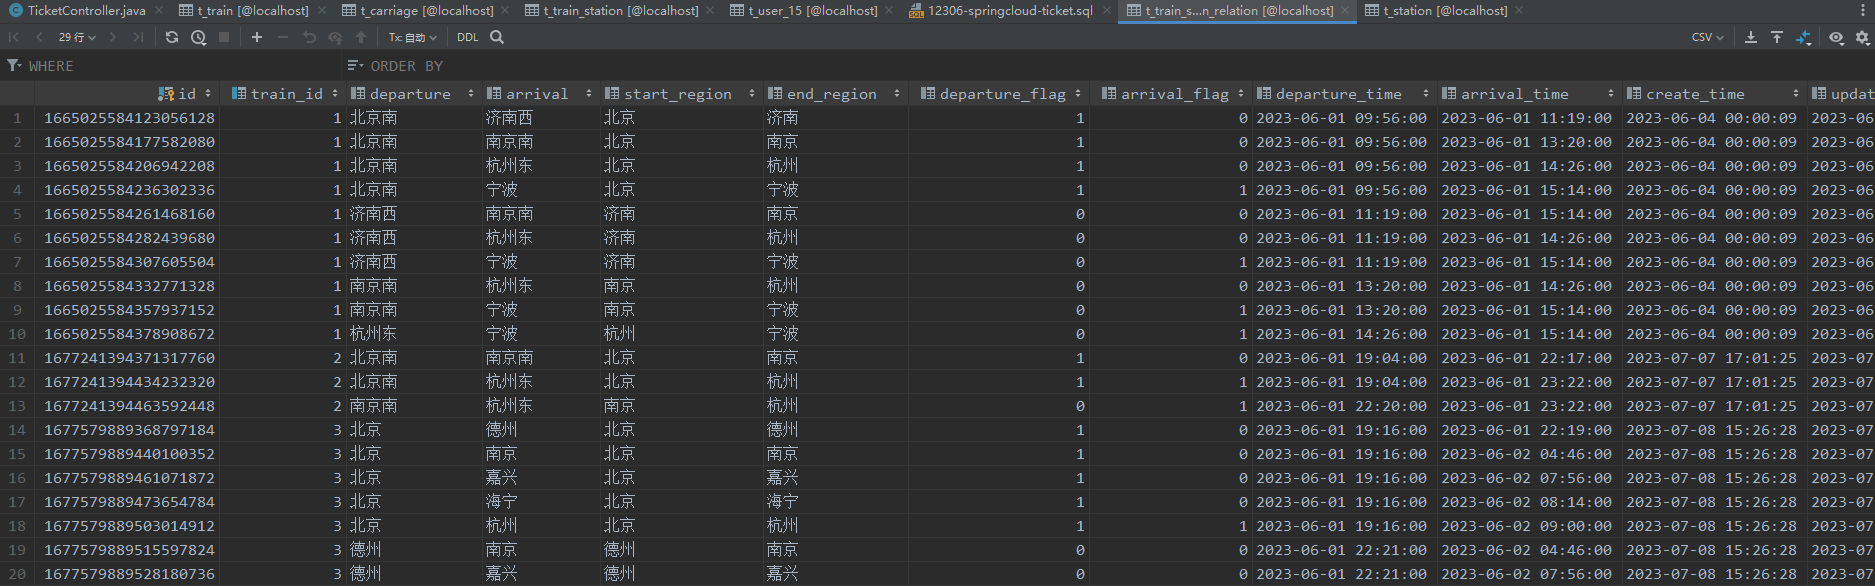 TicketController.java t_train [@localhost] t_carriage [@localhost] t_train_station [@localhost] t_user_15 [@localhost] 12306-springcloud-ticket.sql t_train_s...n_relation [@localhost] t_station [@localhost]
29 行 Tx: 自动 DDL CSV
WHERE ORDER BY
id train_id departure arrival start_region end_region departure_flag arrival_flag departure_time arrival_time create_time updat
1 1665025584123056128 1 北京南 济南西 北京 济南 1 0 2023-06-01 09:56:00 2023-06-01 11:19:00 2023-06-04 00:00:09 2023-06
2 1665025584177582080 1 北京南 南京南 北京 南京 1 0 2023-06-01 09:56:00 2023-06-01 13:20:00 2023-06-04 00:00:09 2023-06
3 1665025584206942208 1 北京南 杭州东 北京 杭州 1 0 2023-06-01 09:56:00 2023-06-01 14:26:00 2023-06-04 00:00:09 2023-06
4 1665025584236302336 1 北京南 宁波 北京 宁波 1 1 2023-06-01 09:56:00 2023-06-01 15:14:00 2023-06-04 00:00:09 2023-06
5 1665025584261468160 1 济南西 南京南 济南 南京 0 0 2023-06-01 11:19:00 2023-06-01 15:14:00 2023-06-04 00:00:09 2023-06
6 1665025584282439680 1 济南西 杭州东 济南 杭州 0 0 2023-06-01 11:19:00 2023-06-01 14:26:00 2023-06-04 00:00:09 2023-06
7 1665025584307605504 1 济南西 宁波 济南 宁波 0 1 2023-06-01 11:19:00 2023-06-01 15:14:00 2023-06-04 00:00:09 2023-06
8 1665025584332771328 1 南京南 杭州东 南京 杭州 0 0 2023-06-01 13:20:00 2023-06-01 14:26:00 2023-06-04 00:00:09 2023-06
9 1665025584357937152 1 南京南 宁波 南京 宁波 0 1 2023-06-01 13:20:00 2023-06-01 15:14:00 2023-06-04 00:00:09 2023-06
10 1665025584378908672 1 杭州东 宁波 杭州 宁波 0 1 2023-06-01 14:26:00 2023-06-01 15:14:00 2023-06-04 00:00:09 2023-06
11 1677241394371317760 2 北京南 南京南 北京 南京 1 0 2023-06-01 19:04:00 2023-06-01 22:17:00 2023-07-07 17:01:25 2023-07
12 1677241394434232320 2 北京南 杭州东 北京 杭州 1 1 2023-06-01 19:04:00 2023-06-01 23:22:00 2023-07-07 17:01:25 2023-07
13 1677241394463592448 2 南京南 杭州东 南京 杭州 0 1 2023-06-01 22:20:00 2023-06-01 23:22:00 2023-07-07 17:01:25 2023-07
14 1677579889368797184 3 北京 德州 北京 德州 1 0 2023-06-01 19:16:00 2023-06-01 22:19:00 2023-07-08 15:26:28 2023-07
15 1677579889440100352 3 北京 南京 北京 南京 1 0 2023-06-01 19:16:00 2023-06-02 04:46:00 2023-07-08 15:26:28 2023-07
16 1677579889461071872 3 北京 嘉兴 北京 嘉兴 1 0 2023-06-01 19:16:00 2023-06-02 07:56:00 2023-07-08 15:26:28 2023-07
17 1677579889473654784 3 北京 海宁 北京 海宁 1 0 2023-06-01 19:16:00 2023-06-02 08:14:00 2023-07-08 15:26:28 2023-07
18 1677579889503014912 3 北京 杭州 北京 杭州 1 1 2023-06-01 19:16:00 2023-06-02 09:00:00 2023-07-08 15:26:28 2023-07
19 1677579889515597824 3 德州 南京 德州 南京 0 0 2023-06-01 22:21:00 2023-06-02 04:46:00 2023-07-08 15:26:28 2023-07
20 1677579889528180736 3 德州 嘉兴 德州 嘉兴 0 0 2023-06-01 22:21:00 2023-06-02 07:56:00 2023-07-08 15:26:28 2023-07